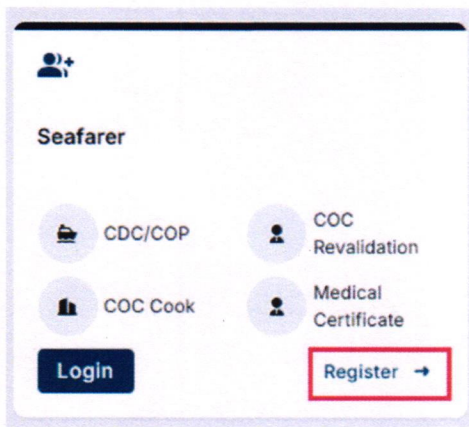 Seafarer
CDC/COP
COC
Revalidation
COC Cook
Medical
Certificate
Login
Register →